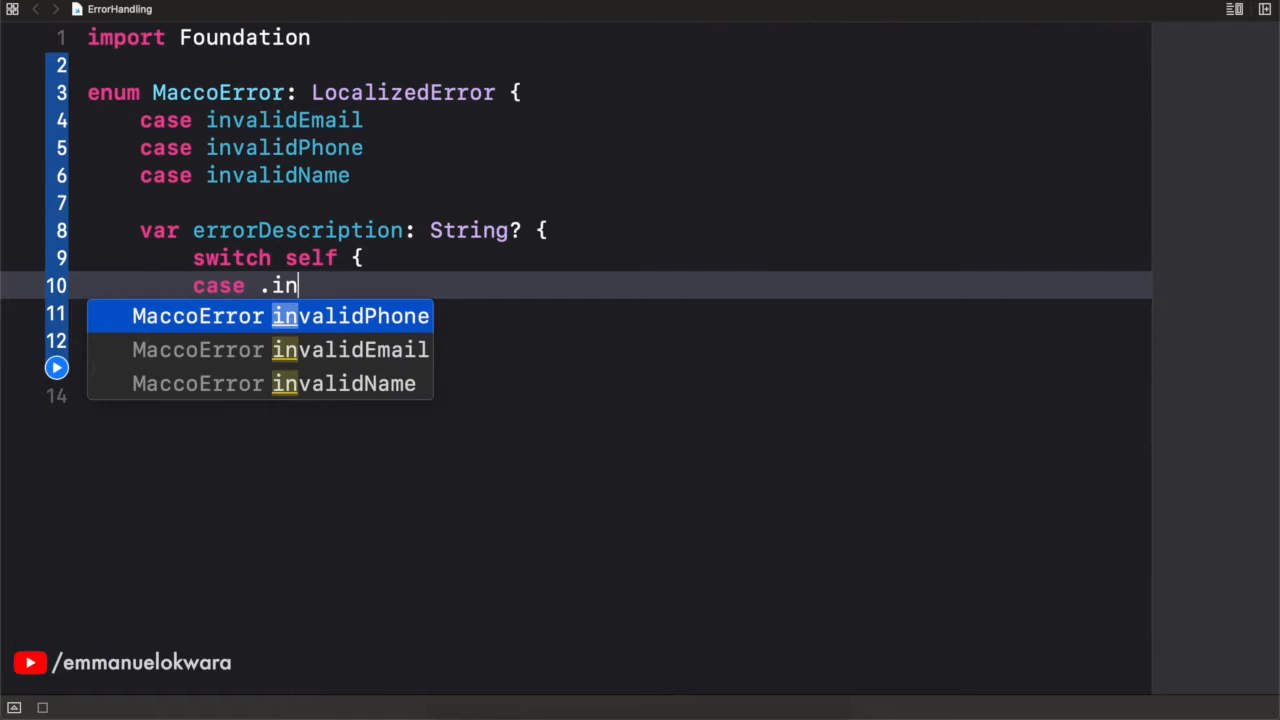 ErrorHandling
1 import Foundation
2
3 enum MaccoError: LocalizedError {
4 case invalidEmail
5 case invalidPhone
6 case invalidName
7
8 var errorDescription: String? {
9 switch self {
10 case .in
11 MaccoError invalidPhone
12 MaccoError invalidEmail
MaccoError invalidName
14
/emmanuelokwara